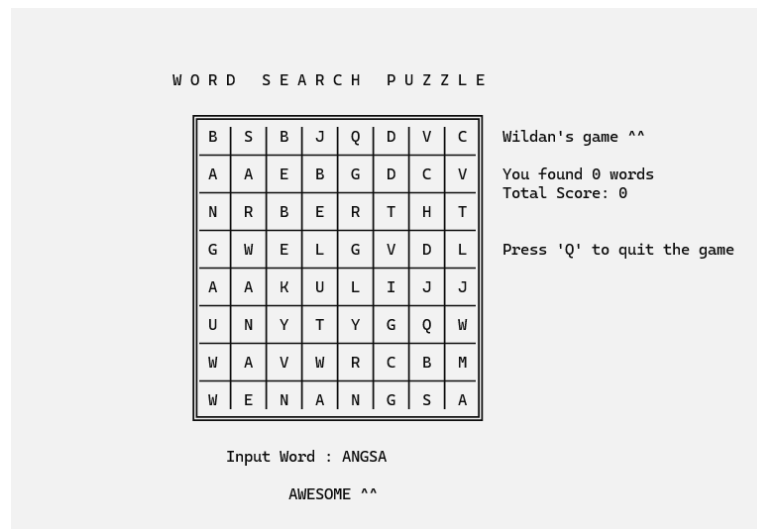 W O R D   S E A R C H   P U Z Z L E
B S B J Q D V C
Wildan's game ^^
A A E B G D C V
You found 0 words
Total Score: 0
N R B E R T H T
G W E L G V D L
Press 'Q' to quit the game
A A K U L I J J
U N Y T Y G Q W
W A V W R C B M
W E N A N G S A
Input Word : ANGSA
AWESOME ^^